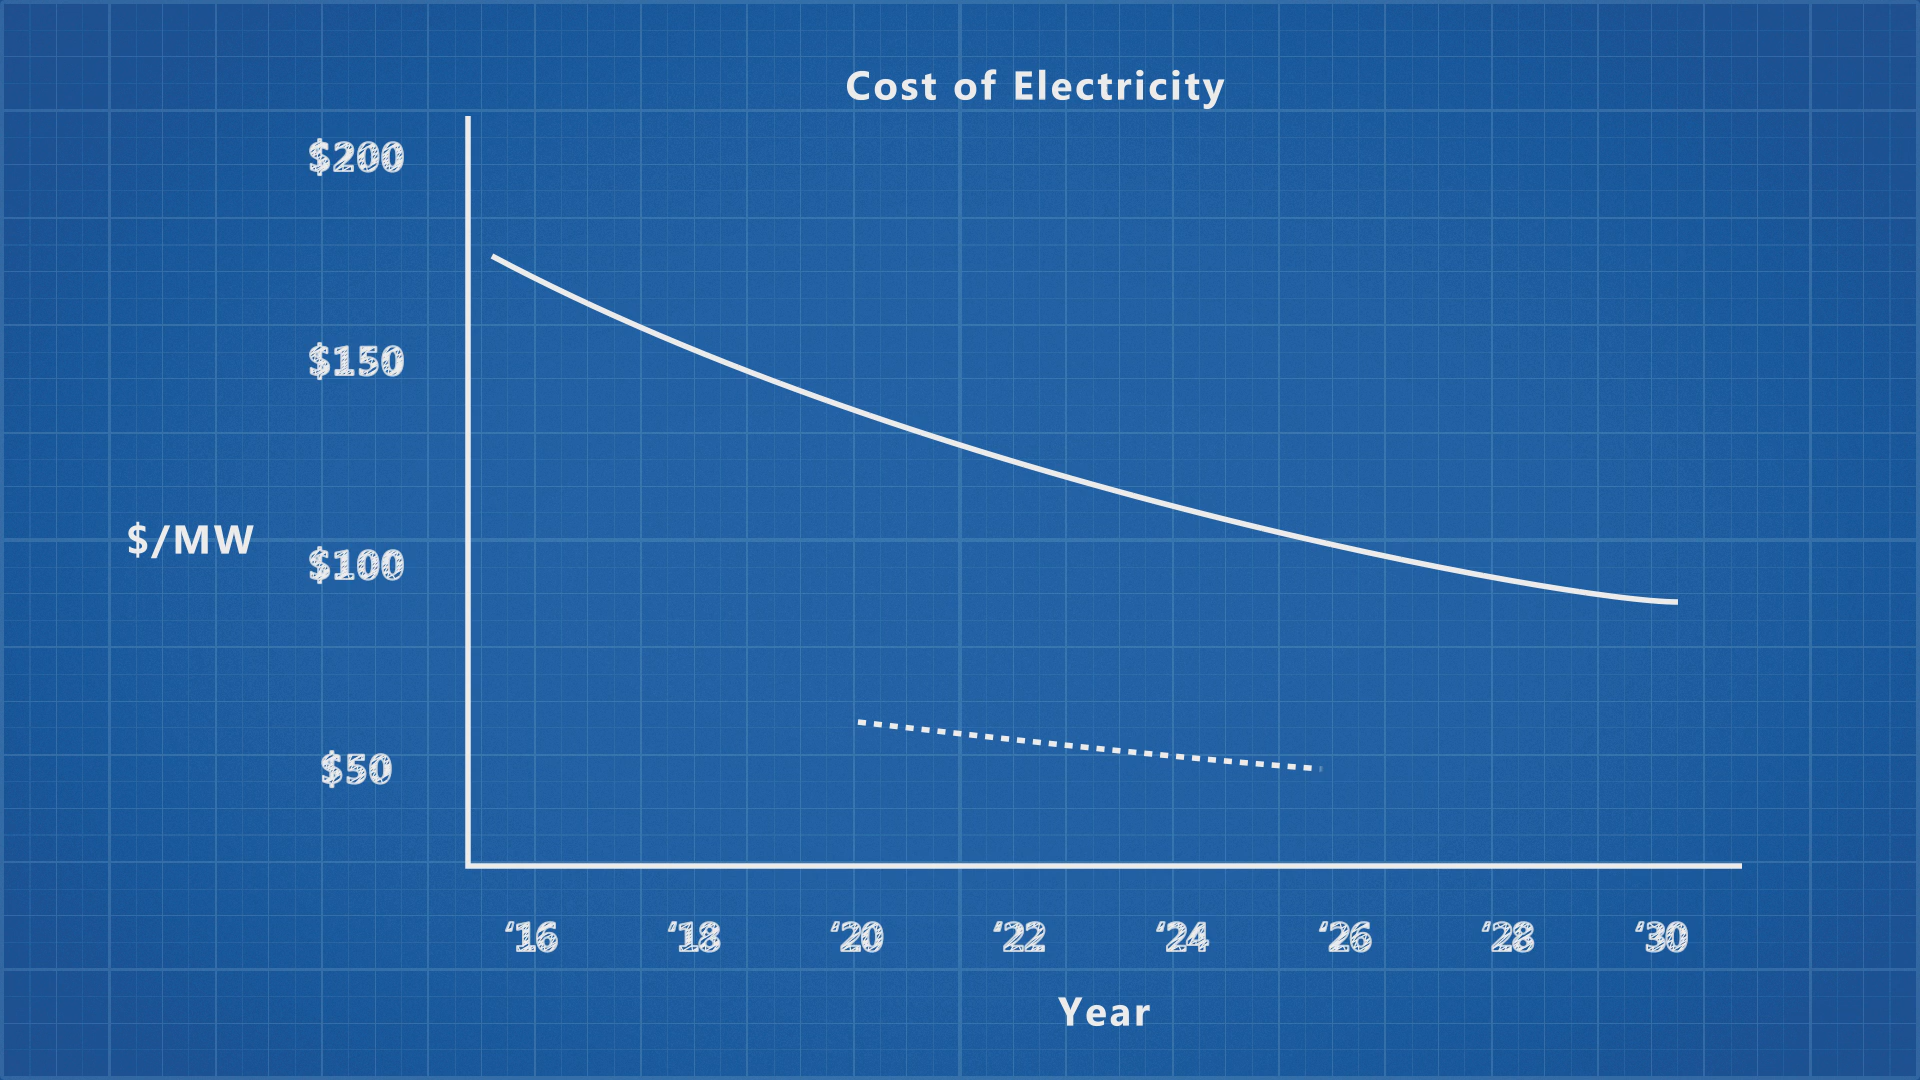 Cost of Electricity
$200
$150
$/MW
$100
$50
‘16 ‘18 ‘20 ‘22 ‘24 ‘26 ‘28 ‘30
Year